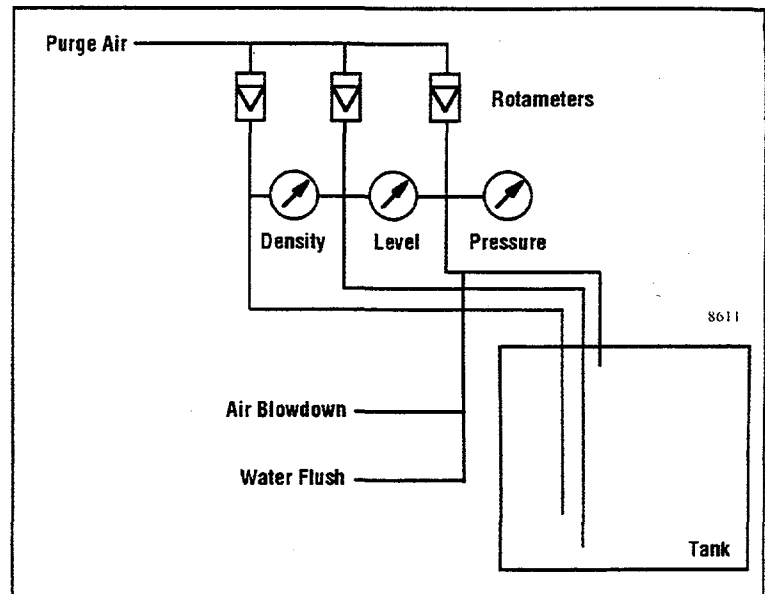 Purge Air
Rotameters
Density
Level
Pressure
8611
Air Blowdown
Water Flush
Tank